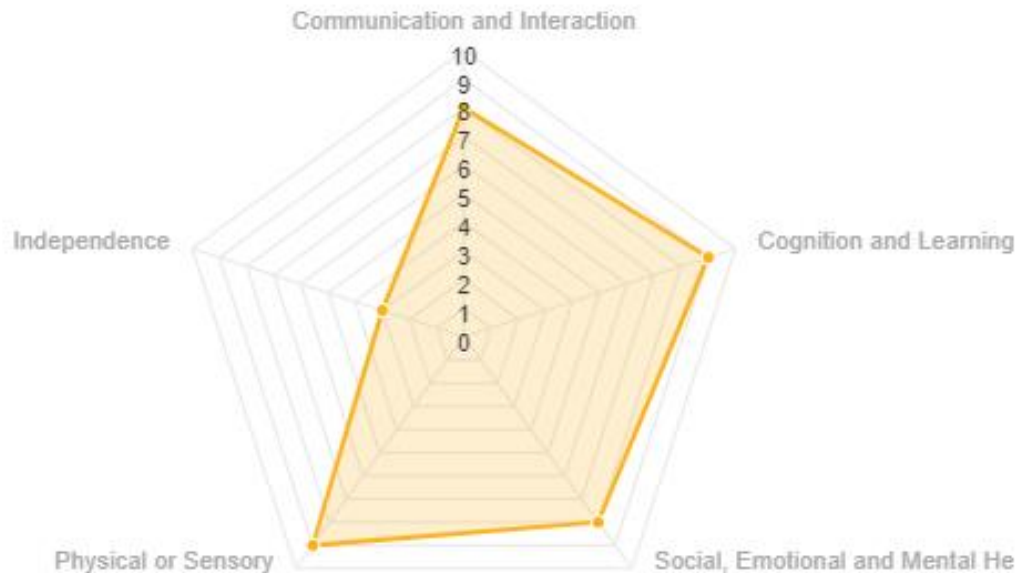 Communication and Interaction
10
9
8
7
6
5
4
3
2
1
0
Independence
Cognition and Learning
Physical or Sensory
Social, Emotional and Mental He